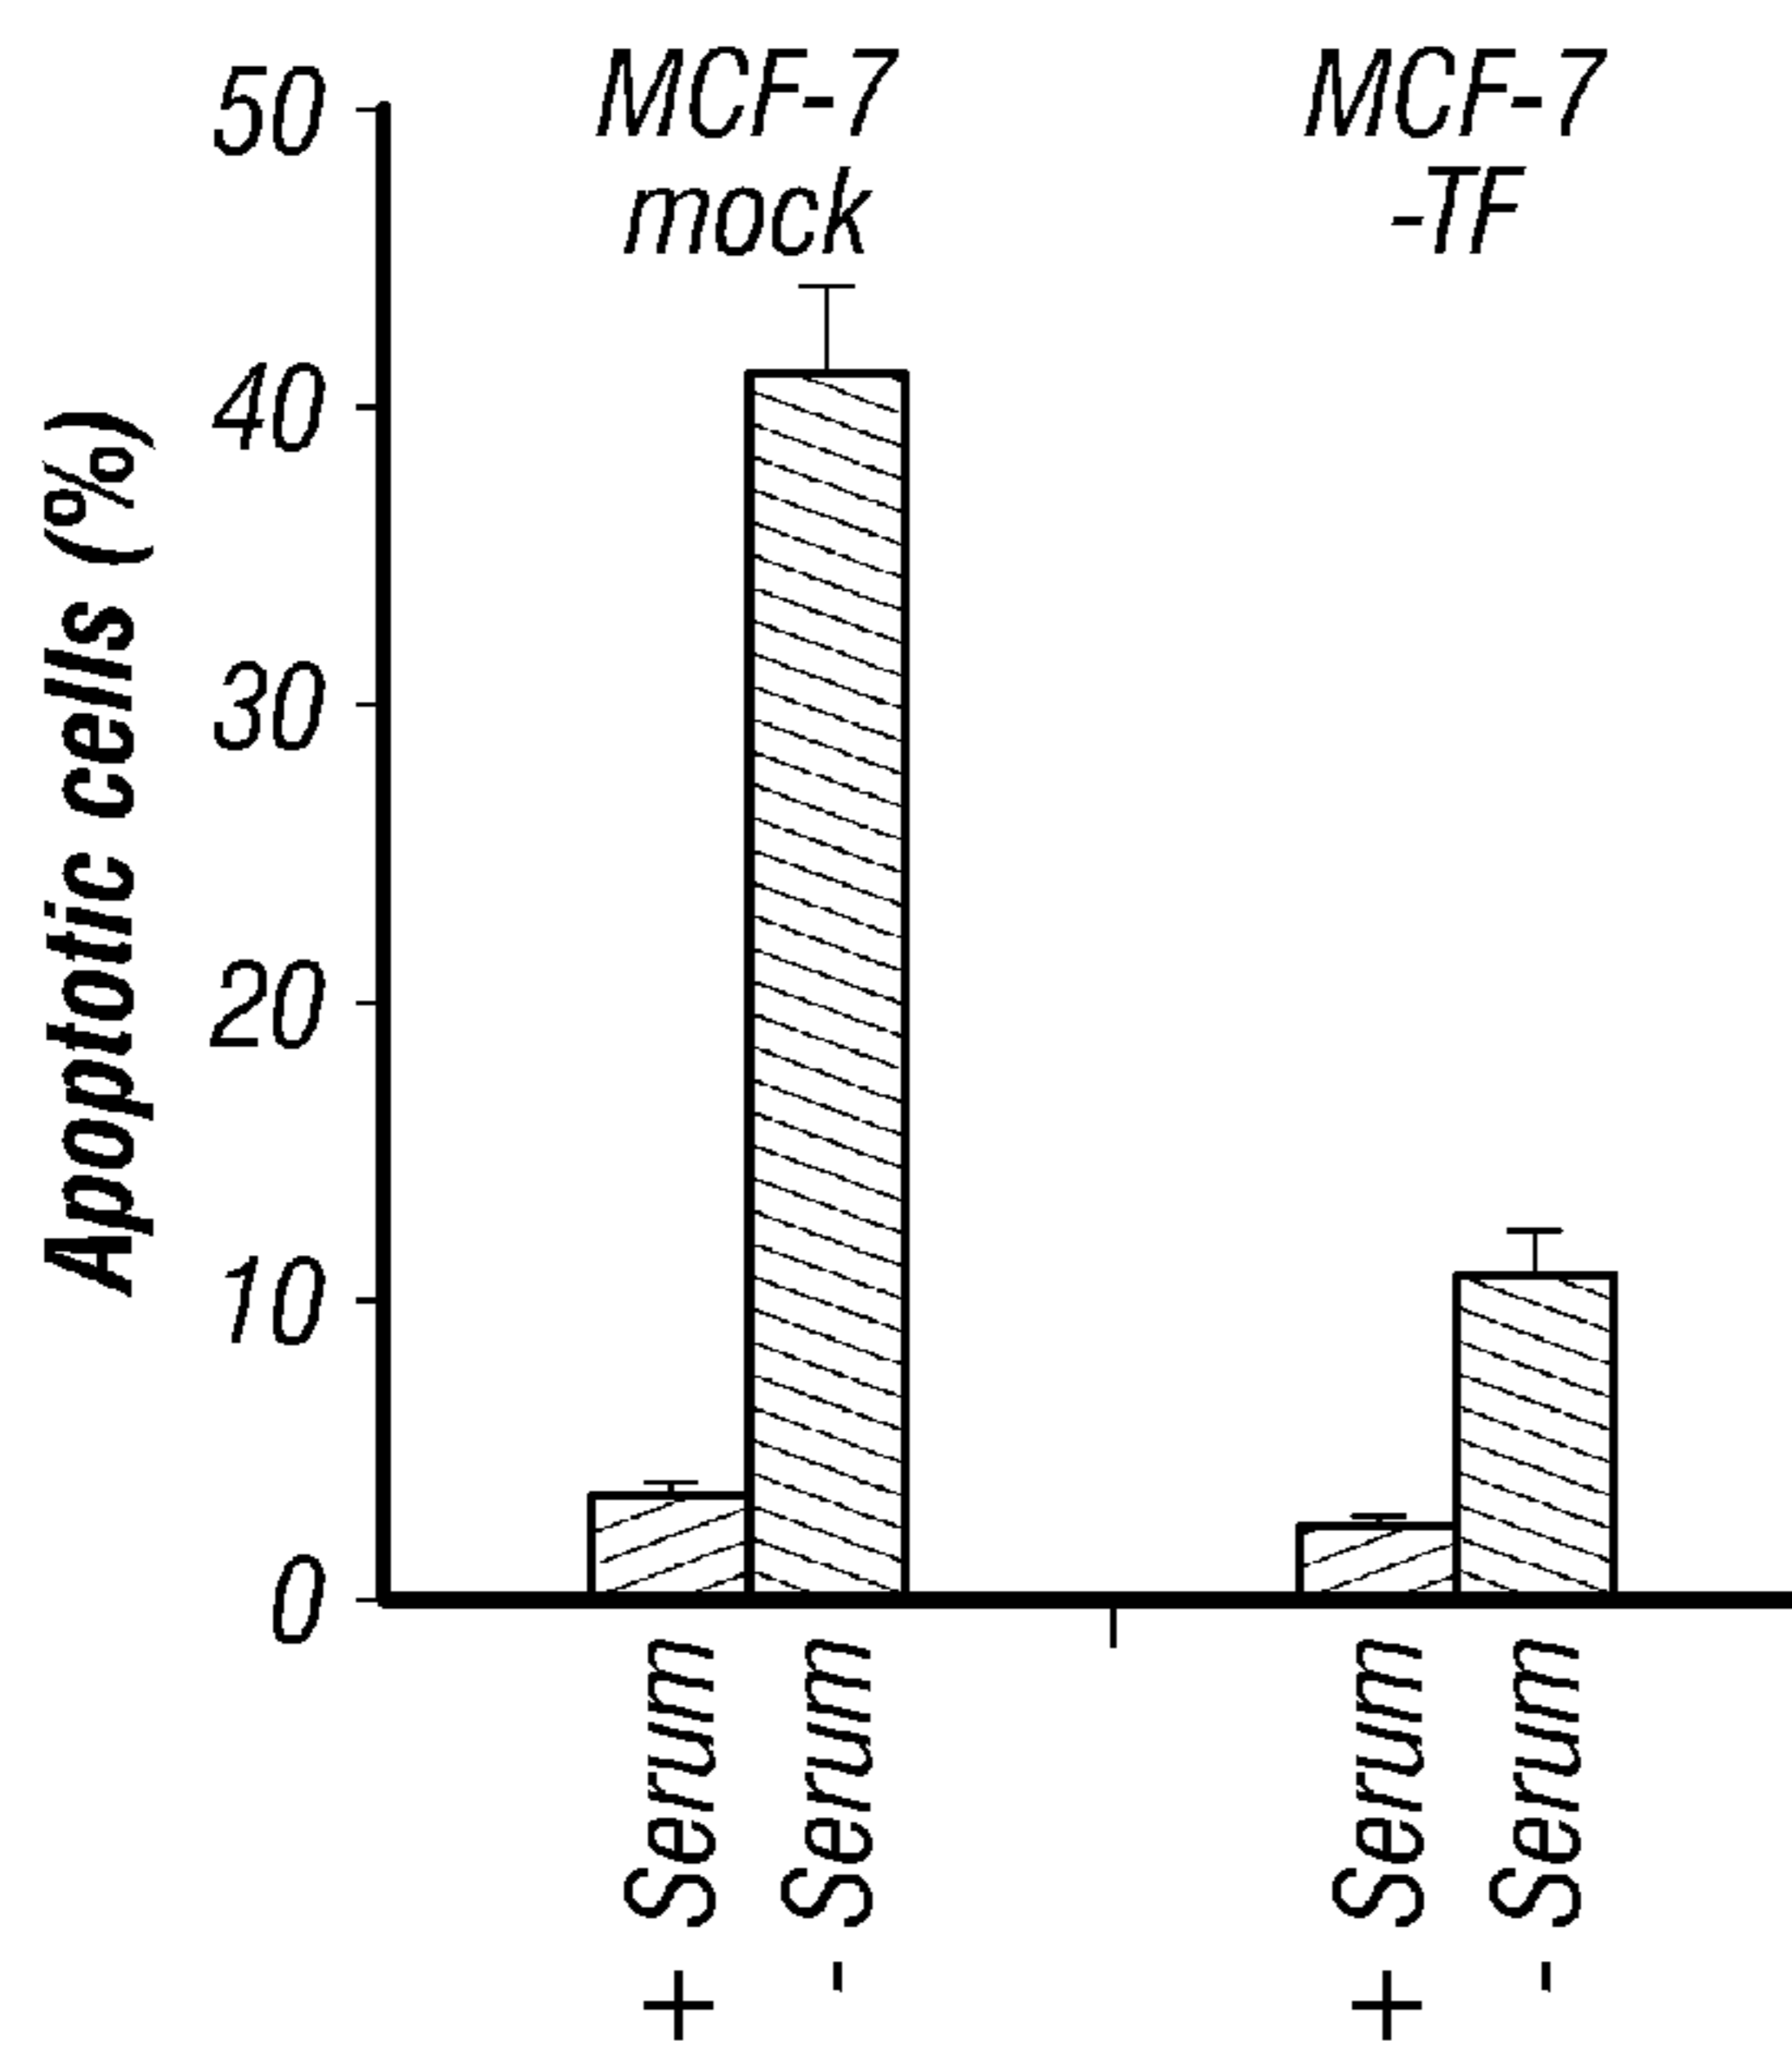 MCF-7
mock
MCF-7
-TF
Apoptotic cells (%)
50
40
30
20
10
0
+ Serum
- Serum
+ Serum
- Serum